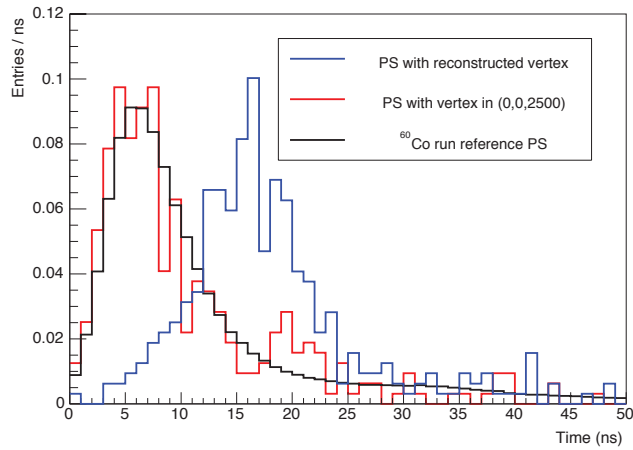 Entries / ns
0.12
0.1
0.08
0.06
0.04
0.02
0
PS with reconstructed vertex
PS with vertex in (0,0,2500)
⁶⁰Co run reference PS
0 5 10 15 20 25 30 35 40 45 50
Time (ns)